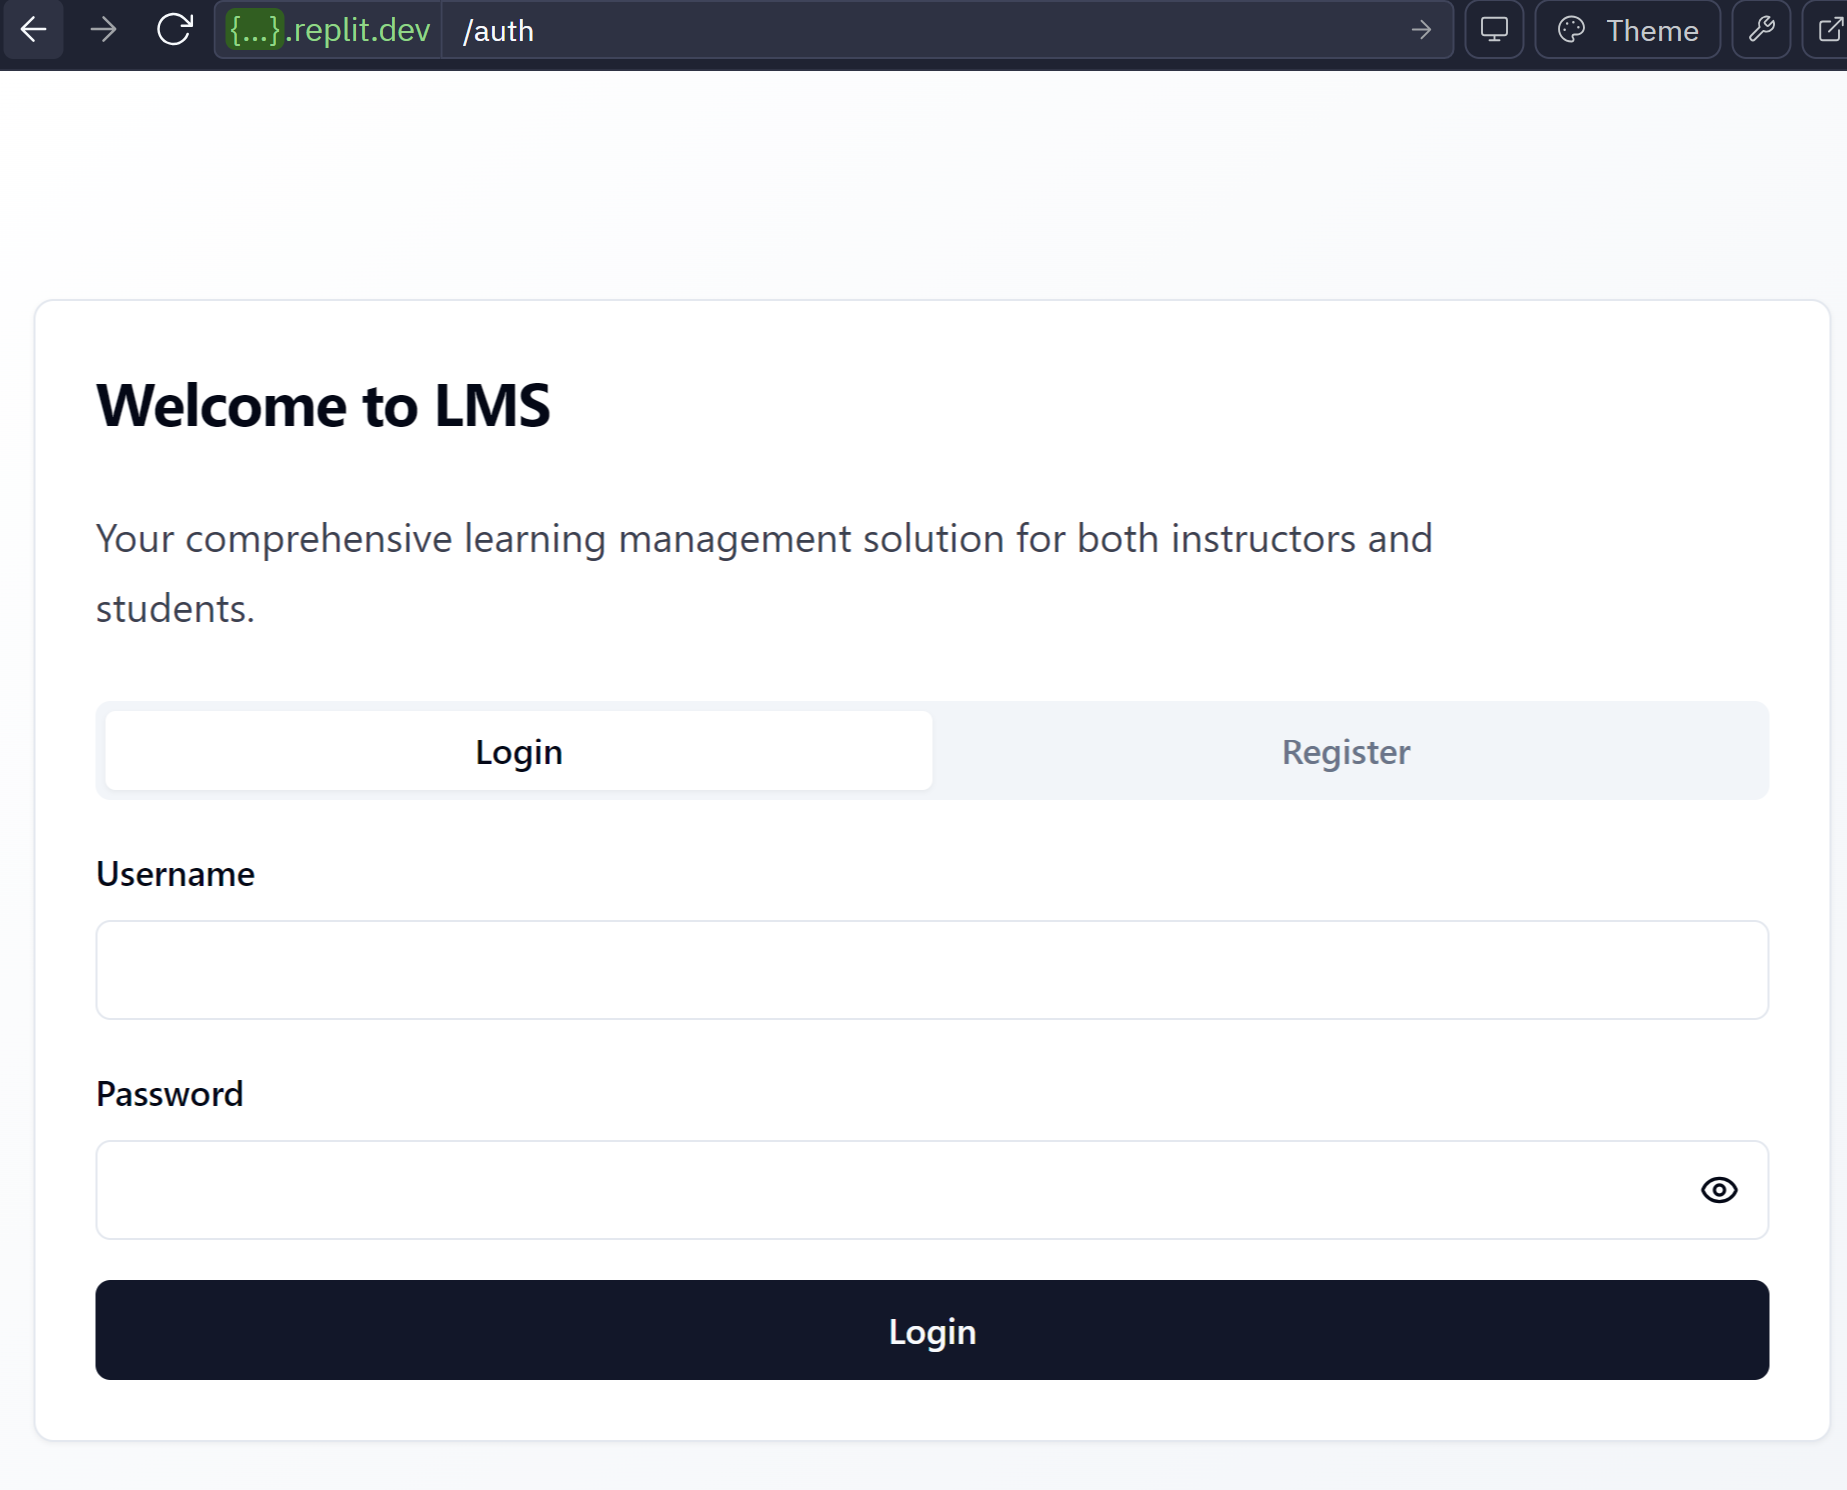 {...}.replit.dev /auth Theme
Welcome to LMS
Your comprehensive learning management solution for both instructors and
students.
Login Register
Username
Password
Login